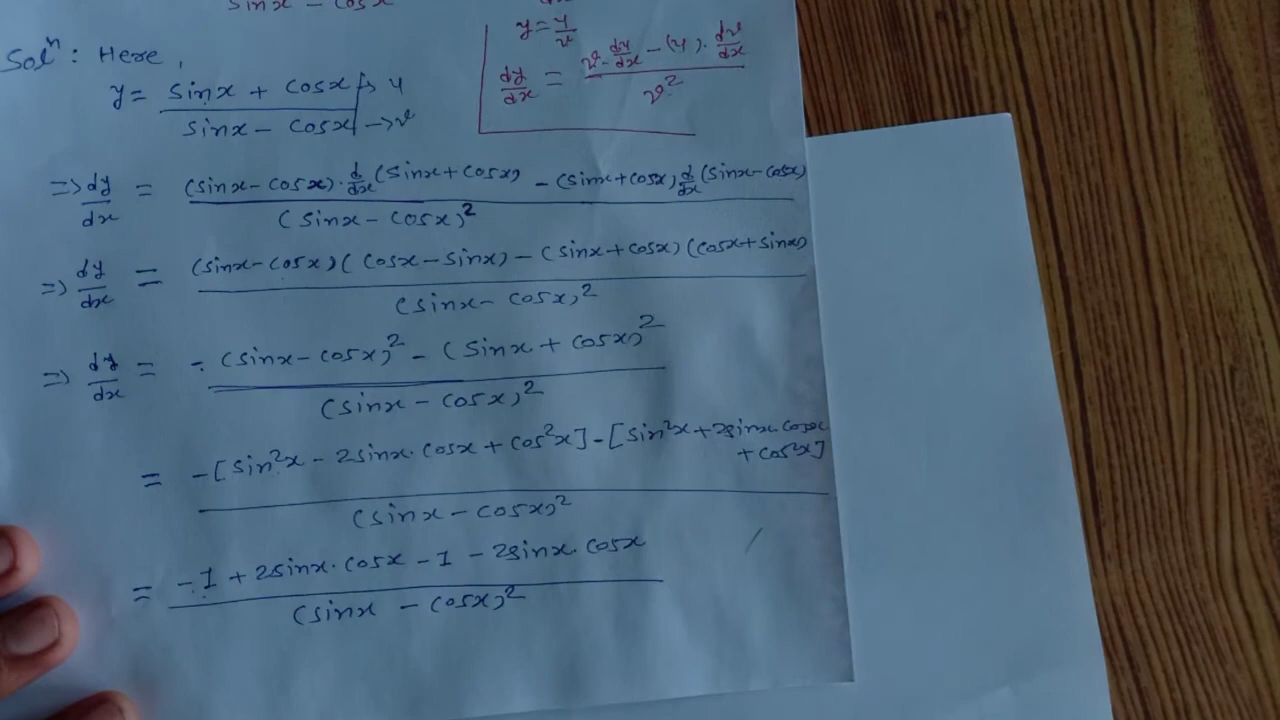 sinx - cosx
Solⁿ : Here,
y = u/v
dy/dx = (v. du/dx - (u). dv/dx) / v²
y = (sinx + cosx → u) / (sinx - cosx → v)
=> dy/dx = ((sinx - cosx). d/dx (sinx + cosx) - (sinx + cosx) d/dx (sinx - cosx)) / (sinx - cosx)²
=> dy/dx = ((sinx - cosx) (cosx - sinx) - (sinx + cosx) (cosx + sinx)) / (sinx - cosx)²
=> dy/dx = (- (sinx - cosx)² - (sinx + cosx)²) / (sinx - cosx)²
= (-[sin²x - 2sinx. cosx + cos²x] - [sin²x + 2sinx. cosx + cos²x]) / (sinx - cosx)²
= (-1 + 2sinx. cosx - 1 - 2sinx. cosx) / (sinx - cosx)²